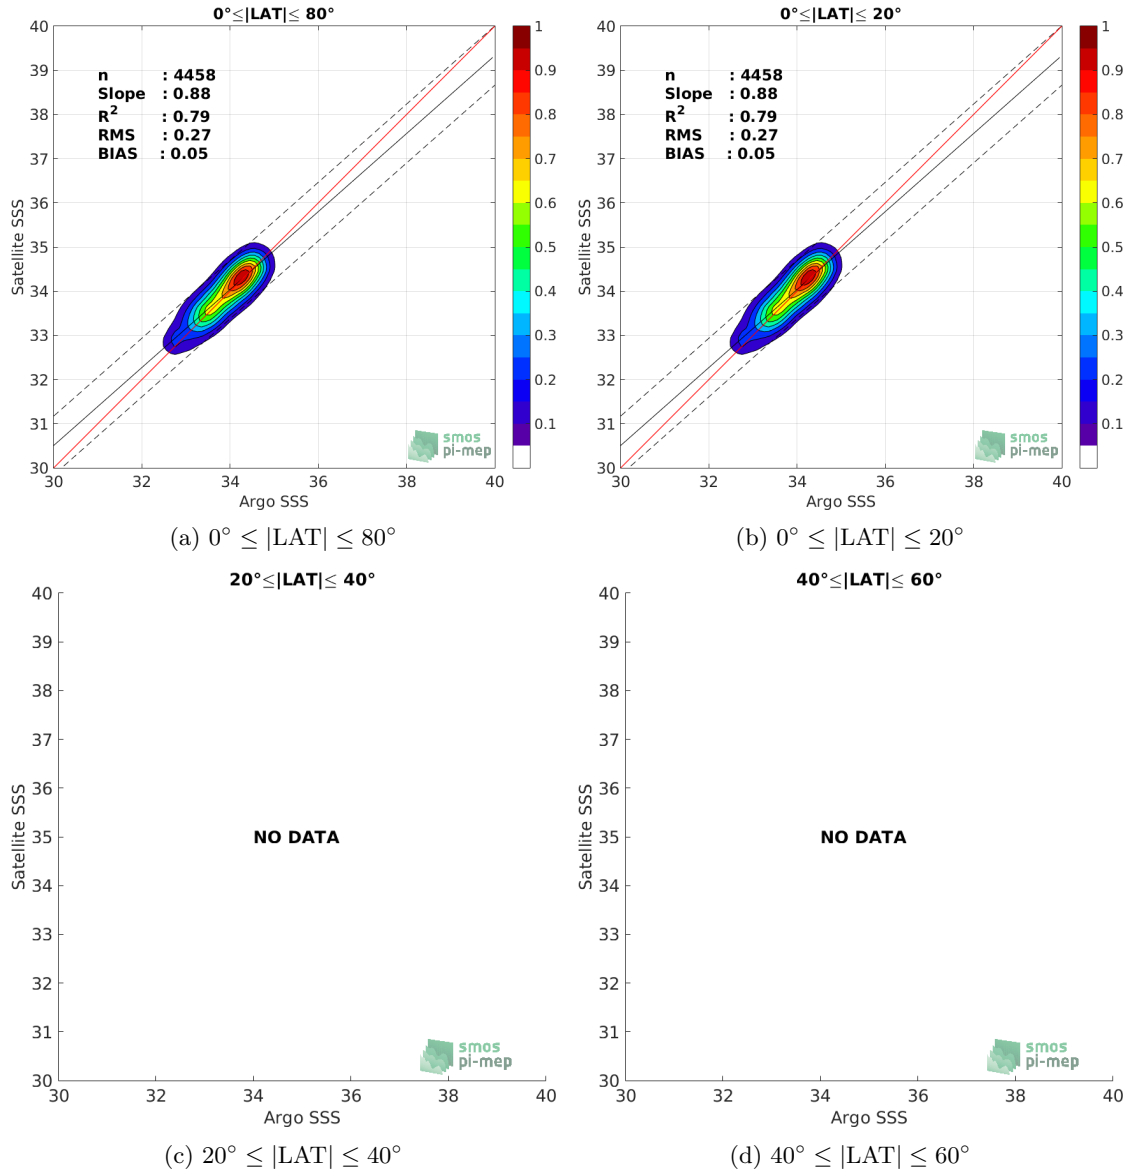 0°≤|LAT|≤ 80°
40
39
38
37
36
35
34
33
32
31
30
Satellite SSS
n : 4458
Slope : 0.88
R² : 0.79
RMS : 0.27
BIAS : 0.05
smos
pi-mep
30 32 34 36 38 40
Argo SSS
1
0.9
0.8
0.7
0.6
0.5
0.4
0.3
0.2
0.1
(a) 0° ≤ |LAT| ≤ 80°
0°≤|LAT|≤ 20°
40
39
38
37
36
35
34
33
32
31
30
Satellite SSS
n : 4458
Slope : 0.88
R² : 0.79
RMS : 0.27
BIAS : 0.05
smos
pi-mep
30 32 34 36 38 40
Argo SSS
1
0.9
0.8
0.7
0.6
0.5
0.4
0.3
0.2
0.1
(b) 0° ≤ |LAT| ≤ 20°
20°≤|LAT|≤ 40°
40
39
38
37
36
35
34
33
32
31
30
Satellite SSS
NO DATA
smos
pi-mep
30 32 34 36 38 40
Argo SSS
(c) 20° ≤ |LAT| ≤ 40°
40°≤|LAT|≤ 60°
40
39
38
37
36
35
34
33
32
31
30
Satellite SSS
NO DATA
smos
pi-mep
30 32 34 36 38 40
Argo SSS
(d) 40° ≤ |LAT| ≤ 60°